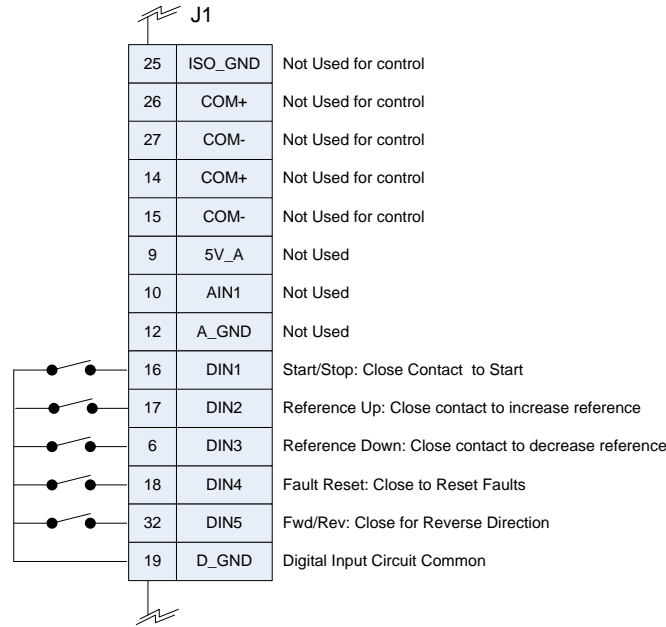 J1
25 ISO_GND Not Used for control
26 COM+ Not Used for control
27 COM- Not Used for control
14 COM+ Not Used for control
15 COM- Not Used for control
9 5V_A Not Used
10 AIN1 Not Used
12 A_GND Not Used
16 DIN1 Start/Stop: Close Contact to Start
17 DIN2 Reference Up: Close contact to increase reference
6 DIN3 Reference Down: Close contact to decrease reference
18 DIN4 Fault Reset: Close to Reset Faults
32 DIN5 Fwd/Rev: Close for Reverse Direction
19 D_GND Digital Input Circuit Common